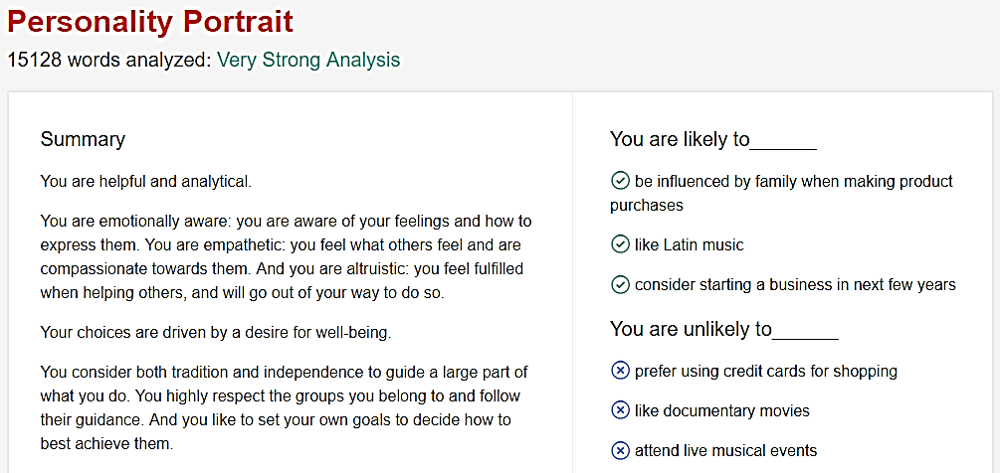 Personality Portrait
15128 words analyzed: Very Strong Analysis
Summary
You are helpful and analytical.
You are emotionally aware: you are aware of your feelings and how to
express them. You are empathetic: you feel what others feel and are
compassionate towards them. And you are altruistic: you feel fulfilled
when helping others, and will go out of your way to do so.
Your choices are driven by a desire for well-being.
You consider both tradition and independence to guide a large part of
what you do. You highly respect the groups you belong to and follow
their guidance. And you like to set your own goals to decide how to
best achieve them.
You are likely to______
be influenced by family when making product
purchases
like Latin music
consider starting a business in next few years
You are unlikely to______
prefer using credit cards for shopping
like documentary movies
attend live musical events